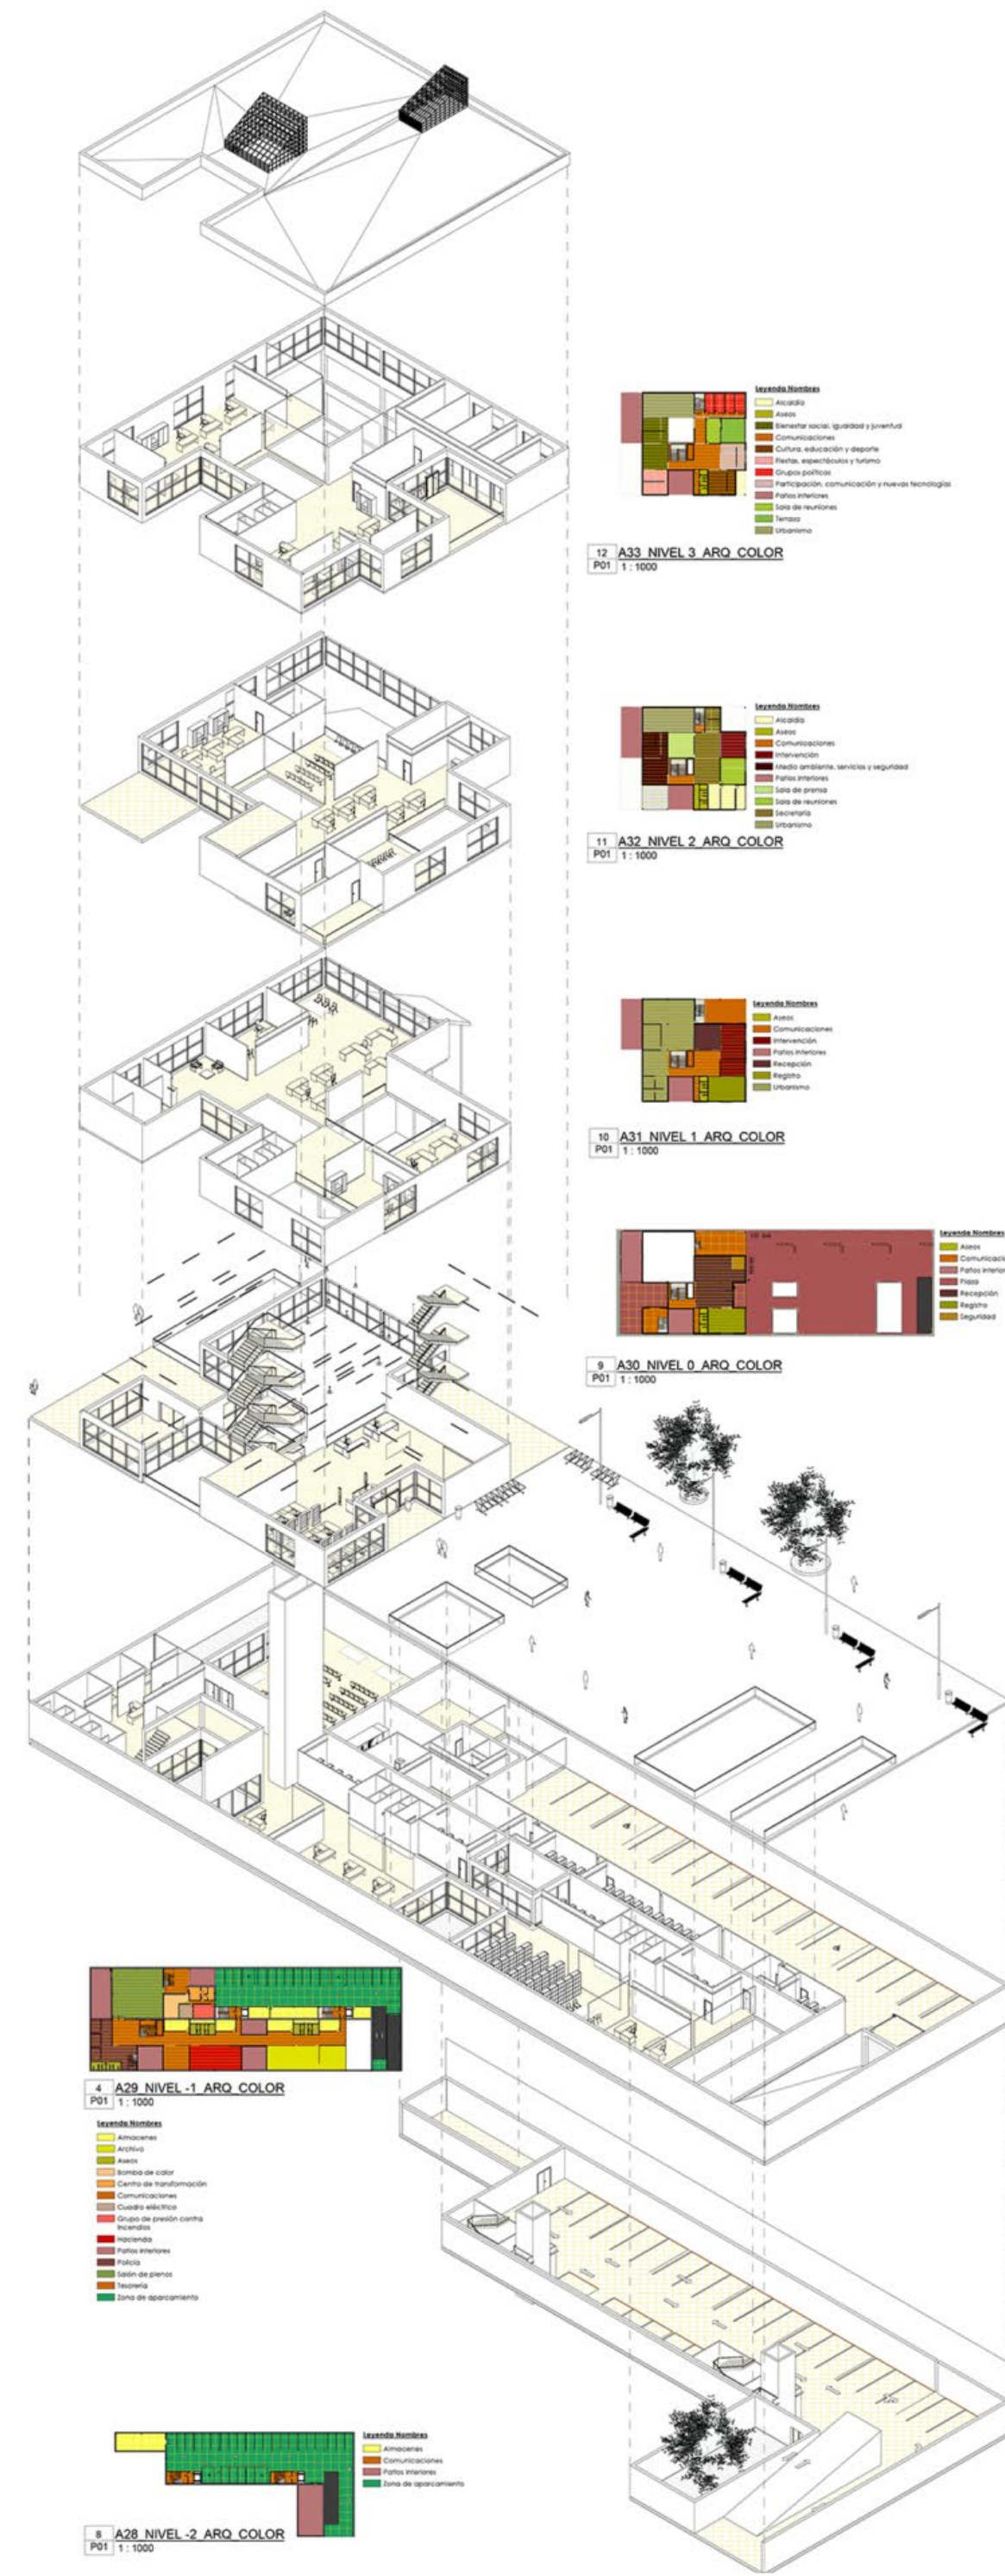 Leyenda Nombres
Alcaldía
Aseos
Bienestar social, igualdad y juventud
Comunicaciones
Cultura, educación y deporte
Fiestas, espectáculos y turismo
Grupos políticos
Participación, comunicación y nuevas tecnologías
Patios interiores
Sala de reuniones
Terraza
Urbanismo
12 A33_NIVEL 3_ARQ_COLOR
P01 1 : 1000
Leyenda Nombres
Alcaldía
Aseos
Comunicaciones
Intervención
Medio ambiente, servicios y seguridad
Patios interiores
Sala de prensa
Sala de reuniones
Secretaría
Urbanismo
11 A32_NIVEL 2_ARQ_COLOR
P01 1 : 1000
Leyenda Nombres
Aseos
Comunicaciones
Intervención
Patios interiores
Recepción
Registro
Urbanismo
10 A31_NIVEL 1_ARQ_COLOR
P01 1 : 1000
Leyenda Nombres
Aseos
Comunicaci
Patios interior
Plaza
Recepción
Registro
Seguridad
9 A30_NIVEL 0_ARQ_COLOR
P01 1 : 1000
4 A29_NIVEL -1_ARQ_COLOR
P01 1 : 1000
Leyenda Nombres
Almacenes
Archivo
Aseos
Bomba de calor
Centro de transformación
Comunicaciones
Cuadro eléctrico
Grupo de presión contra
incendios
Hacienda
Patios interiores
Policía
Salón de plenos
Tesorería
Zona de aparcamiento
Leyenda Nombres
Almacenes
Comunicaciones
Patios interiores
Zona de aparcamiento
8 A28_NIVEL -2_ARQ_COLOR
P01 1 : 1000